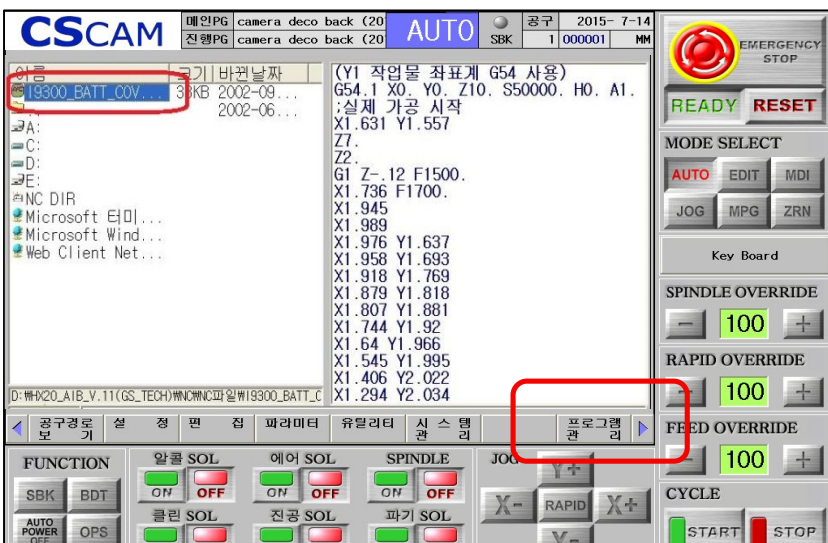 CSCAM
메인PG camera deco back (20
진행PG camera deco back (20
AUTO
SBK
공구 2015- 7-14
1 000001 MM
이름 크기 바뀐날짜
I9300_BATT_COV... 38KB 2002-09...
2002-06...
A:
C:
D:
E:
NC DIR
Microsoft 터미...
Microsoft Wind...
Web Client Net...
D:₩HX20_AIB_V.11(GS_TECH)₩NC₩NC파일₩I9300_BATT_C
(Y1 작업물 좌표계 G54 사용)
G54.1 X0. Y0. Z10. S50000. H0. A1.
;실제 가공 시작
X1.631 Y1.557
Z7.
Z2.
G1 Z-.12 F1500.
X1.736 F1700.
X1.945
X1.989
X1.976 Y1.637
X1.958 Y1.693
X1.918 Y1.769
X1.879 Y1.818
X1.807 Y1.881
X1.744 Y1.92
X1.64 Y1.966
X1.545 Y1.995
X1.406 Y2.022
X1.294 Y2.034
공구경로 보기
설 정
편 집
파라미터
유틸리티
시스템 관 리
프로그램 관 리
EMERGENCY
STOP
READY RESET
MODE SELECT
AUTO EDIT MDI
JOG MPG ZRN
Key Board
SPINDLE OVERRIDE
- 100 +
RAPID OVERRIDE
- 100 +
FEED OVERRIDE
- 100 +
CYCLE
START STOP
FUNCTION
SBK BDT
AUTO POWER OFF OPS
알콜 SOL 에어 SOL SPINDLE
ON OFF ON OFF ON OFF
클린 SOL 진공 SOL 파기 SOL
JOG
Y+
X- RAPID X+
Y-